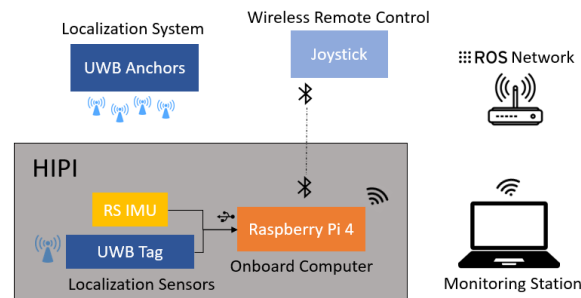 Localization System
UWB Anchors
Wireless Remote Control
Joystick
ROS Network
HIPI
RS IMU
UWB Tag
Localization Sensors
Raspberry Pi 4
Onboard Computer
Monitoring Station